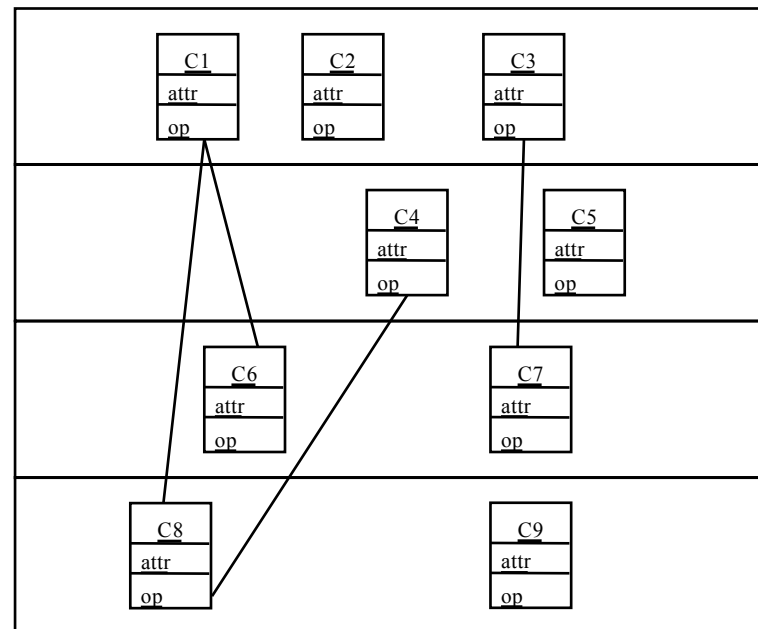 C1
attr
op
C2
attr
op
C3
attr
op
C4
attr
op
C5
attr
op
C6
attr
op
C7
attr
op
C8
attr
op
C9
attr
op